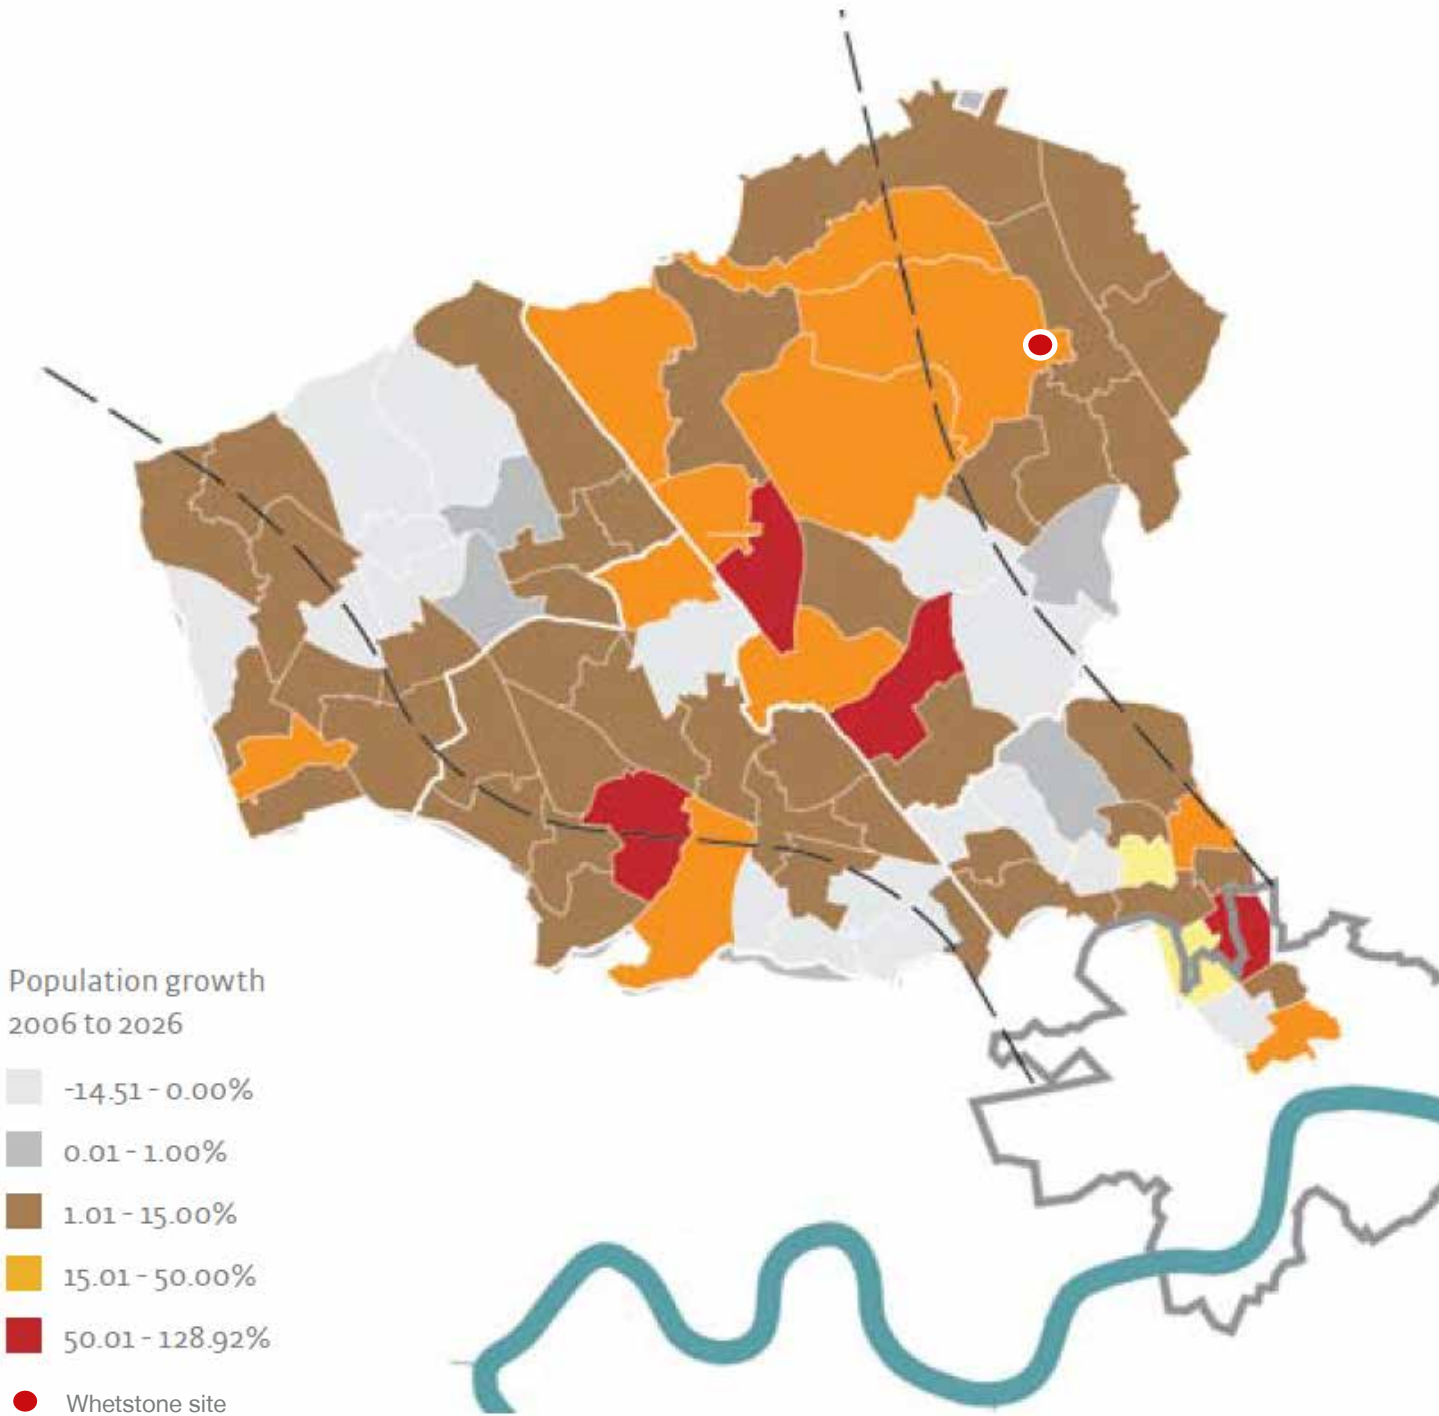 Population growth
2006 to 2026
-14.51 - 0.00%
0.01 - 1.00%
1.01 - 15.00%
15.01 - 50.00%
50.01 - 128.92%
Whetstone site